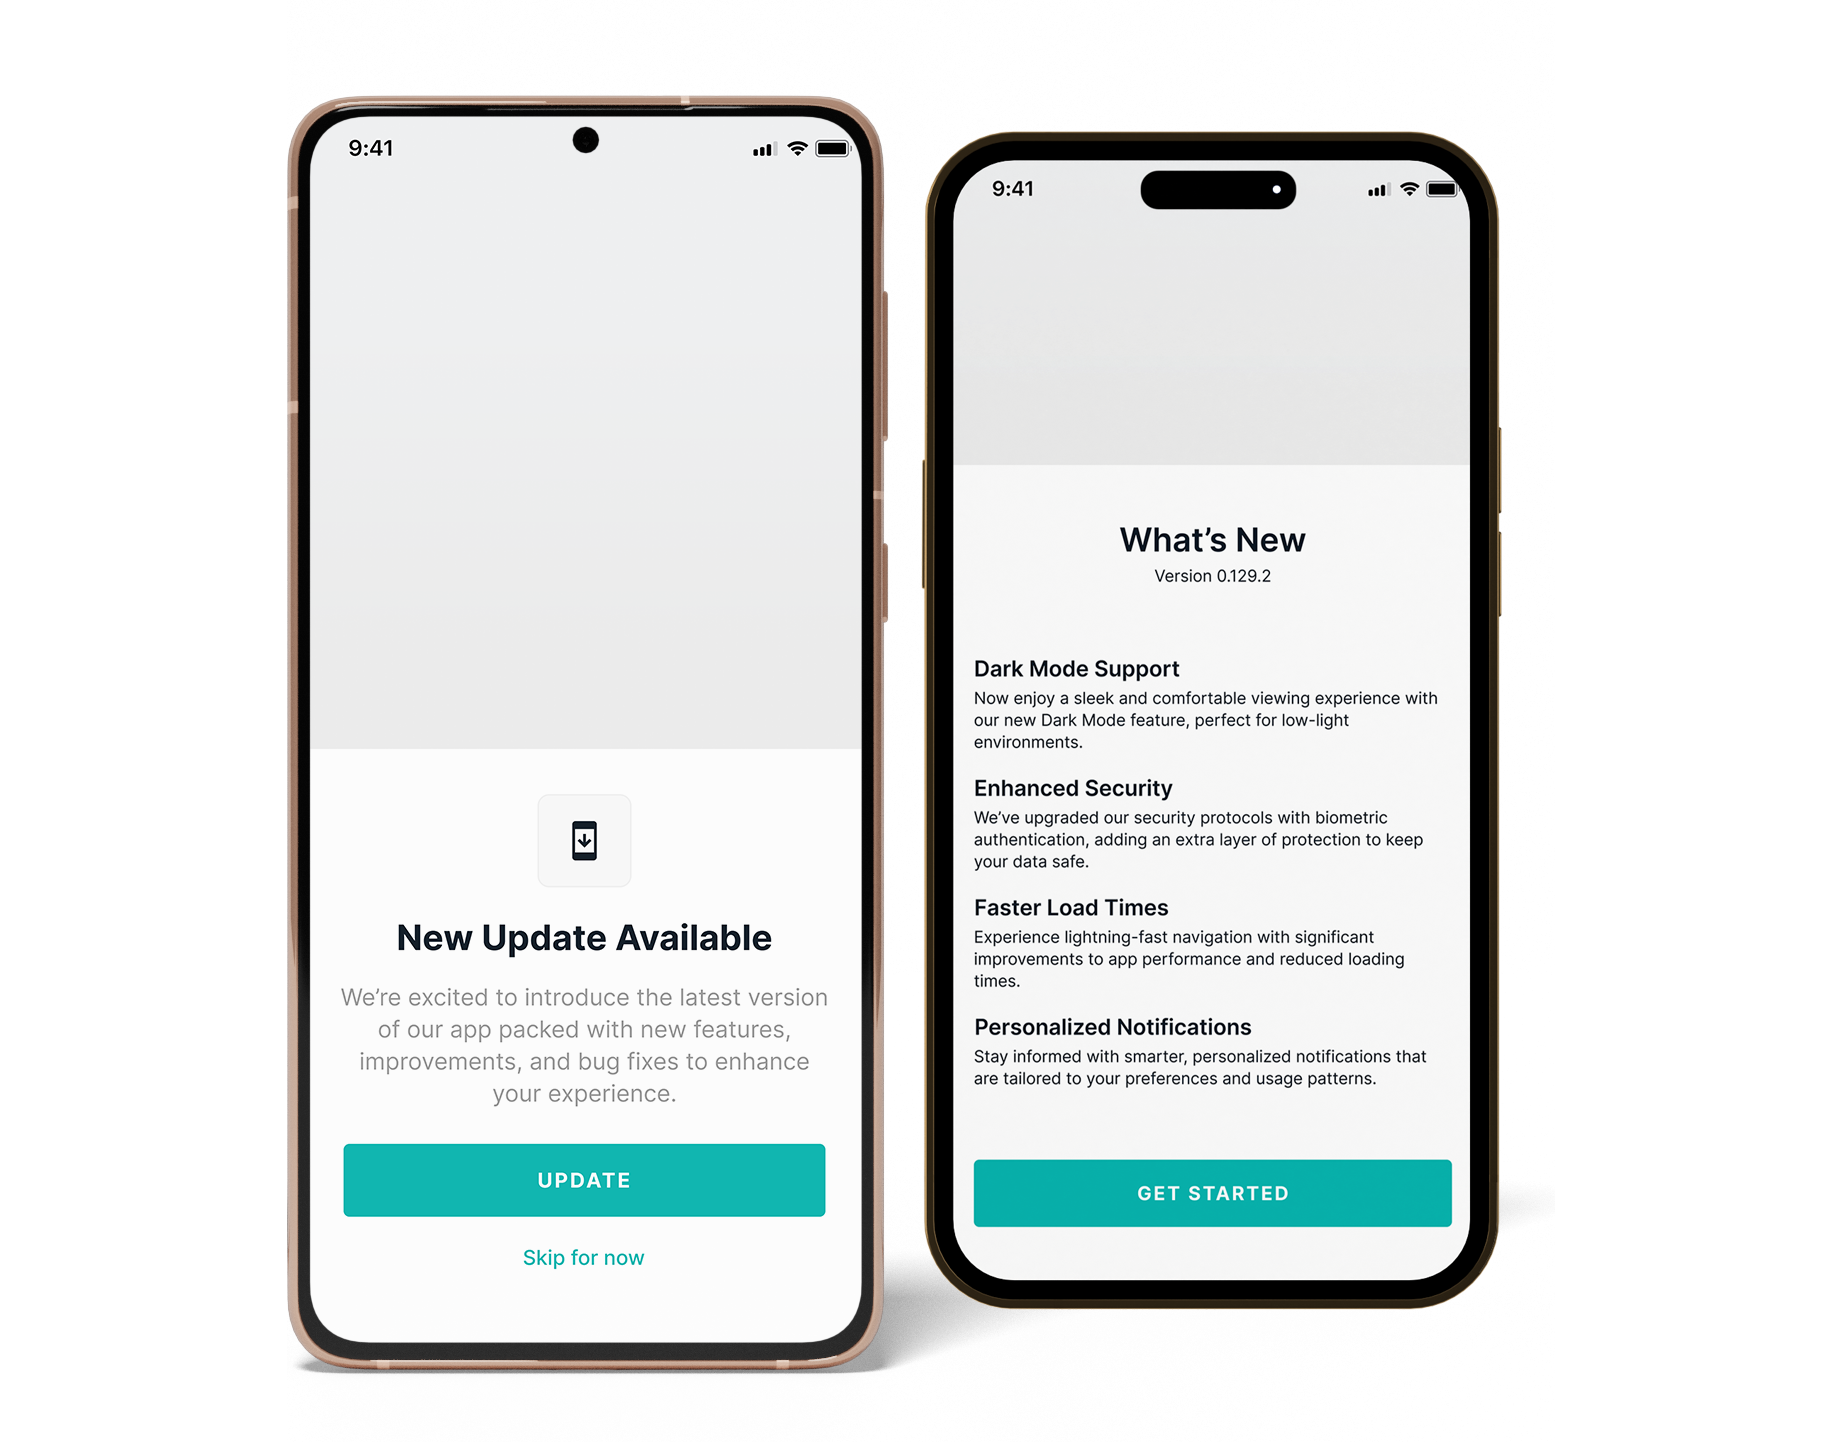 9:41
New Update Available
We’re excited to introduce the latest version
of our app packed with new features,
improvements, and bug fixes to enhance
your experience.
UPDATE
Skip for now
9:41
What’s New
Version 0.129.2
Dark Mode Support
Now enjoy a sleek and comfortable viewing experience with
our new Dark Mode feature, perfect for low-light
environments.
Enhanced Security
We’ve upgraded our security protocols with biometric
authentication, adding an extra layer of protection to keep
your data safe.
Faster Load Times
Experience lightning-fast navigation with significant
improvements to app performance and reduced loading
times.
Personalized Notifications
Stay informed with smarter, personalized notifications that
are tailored to your preferences and usage patterns.
GET STARTED